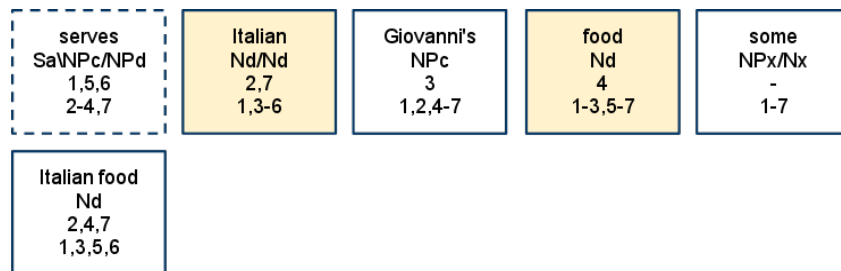 serves
Sa\NPc/NPd
1,5,6
2-4,7
Italian
Nd/Nd
2,7
1,3-6
Giovanni's
NPc
3
1,2,4-7
food
Nd
4
1-3,5-7
some
NPx/Nx
-
1-7
Italian food
Nd
2,4,7
1,3,5,6